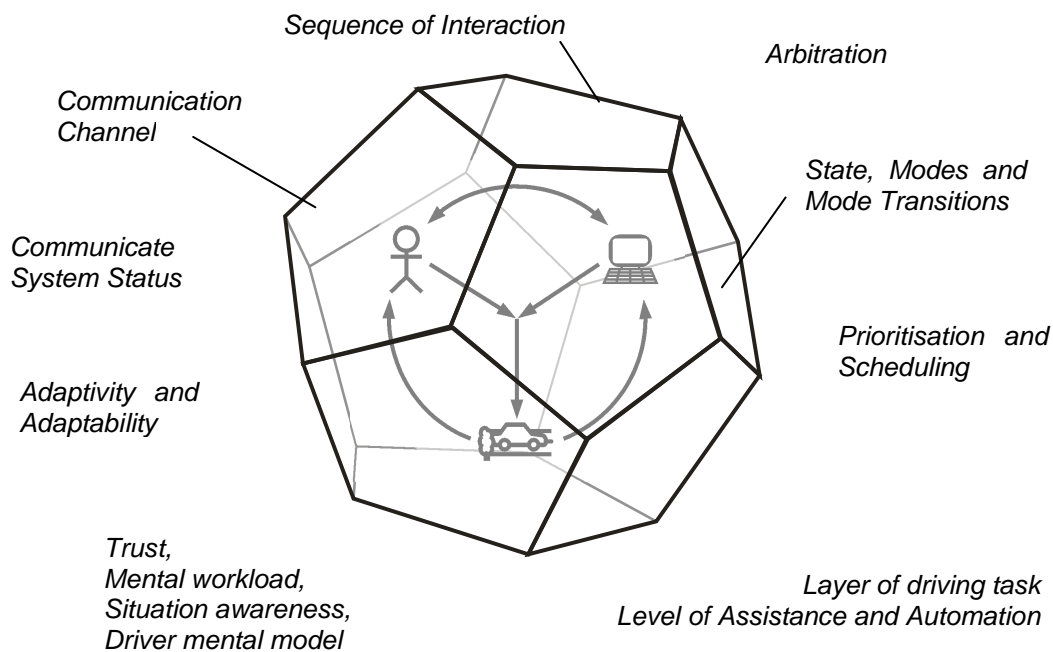 Sequence of Interaction
Arbitration
Communication
Channel
State, Modes and
Mode Transitions
Communicate
System Status
Prioritisation and
Scheduling
Adaptivity and
Adaptability
Trust,
Mental workload,
Situation awareness,
Driver mental model
Layer of driving task
Level of Assistance and Automation